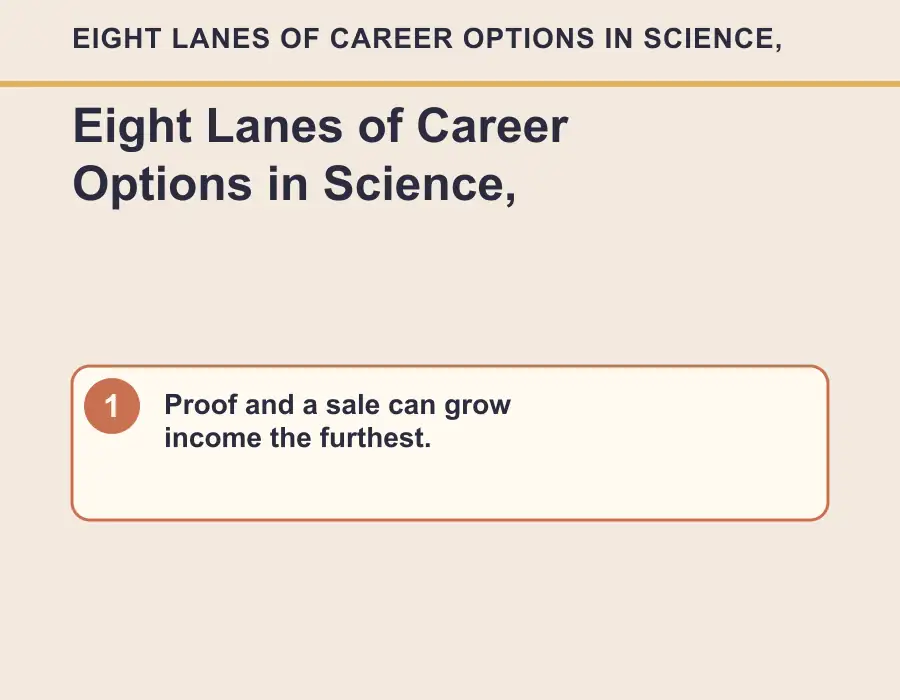 EIGHT LANES OF CAREER OPTIONS IN SCIENCE,
Eight Lanes of Career
Options in Science,
1
Proof and a sale can grow
income the furthest.